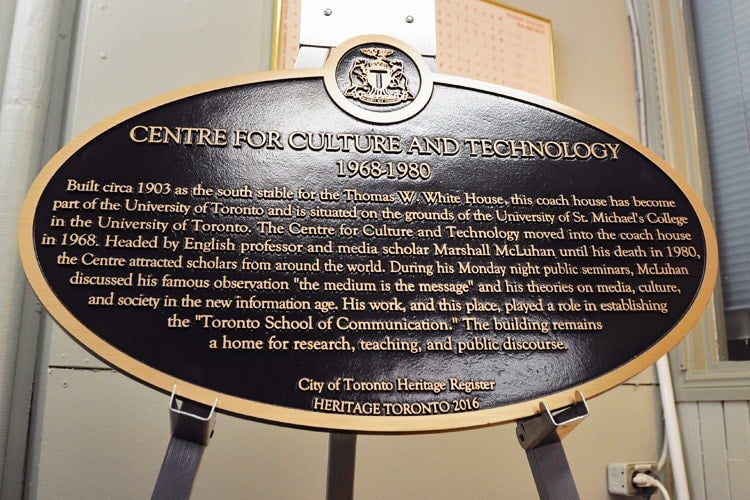 CENTRE FOR CULTURE AND TECHNOLOGY
1968-1980
Built circa 1903 as the south stable for the Thomas W. White House, this coach house has become
part of the University of Toronto and is situated on the grounds of the University of St. Michael's College
in the University of Toronto. The Centre for Culture and Technology moved into the coach house
in 1968. Headed by English professor and media scholar Marshall McLuhan until his death in 1980,
the Centre attracted scholars from around the world. During his Monday night public seminars, McLuhan
discussed his famous observation "the medium is the message" and his theories on media, culture,
and society in the new information age. His work, and this place, played a role in establishing
the "Toronto School of Communication." The building remains
a home for research, teaching, and public discourse.
City of Toronto Heritage Register
HERITAGE TORONTO 2016